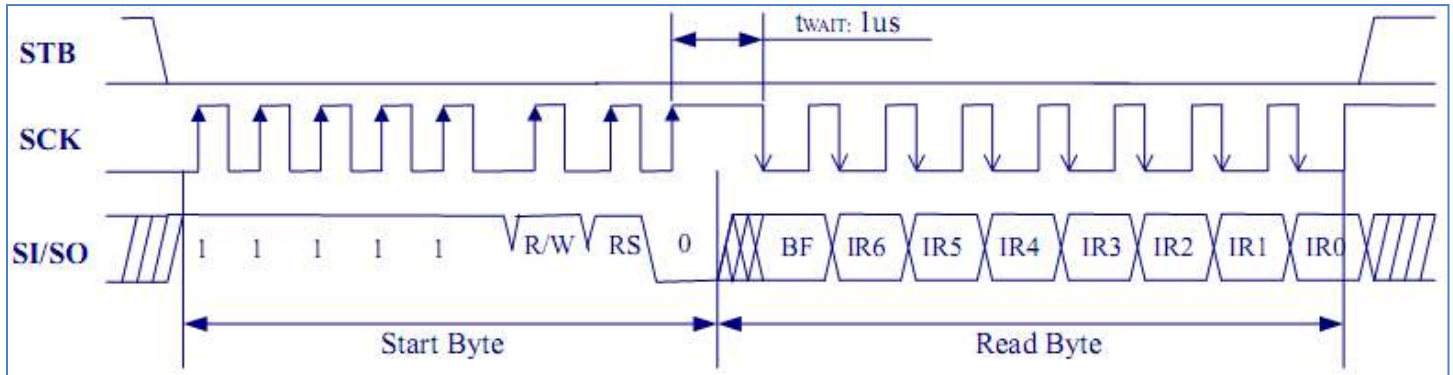 tWAIT: 1us
STB
SCK
SI/SO 1 1 1 1 1 R/W RS 0 BF IR6 IR5 IR4 IR3 IR2 IR1 IR0
Start Byte Read Byte